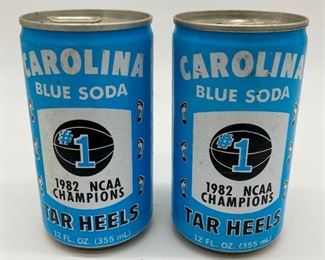 CAROLINA
BLUE SODA
#1
1982 NCAA
CHAMPIONS
TAR HEELS
12 FL. OZ. (355 mL)
CAROLINA
BLUE SODA
#1
1982 NCAA
CHAMPIONS
TAR HEELS
12 FL. OZ. (355 mL)